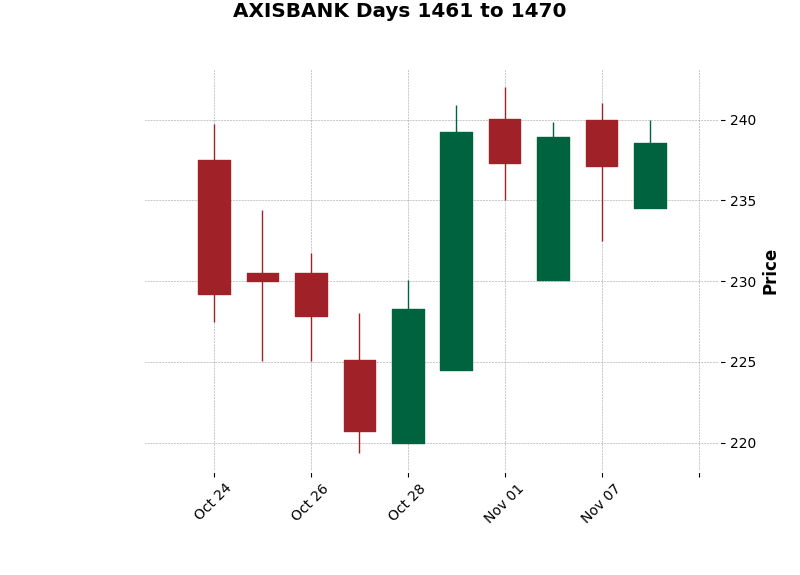 AXISBANK Days 1461 to 1470
240
235
230
225
220
Price
Oct 24
Oct 26
Oct 28
Nov 01
Nov 07